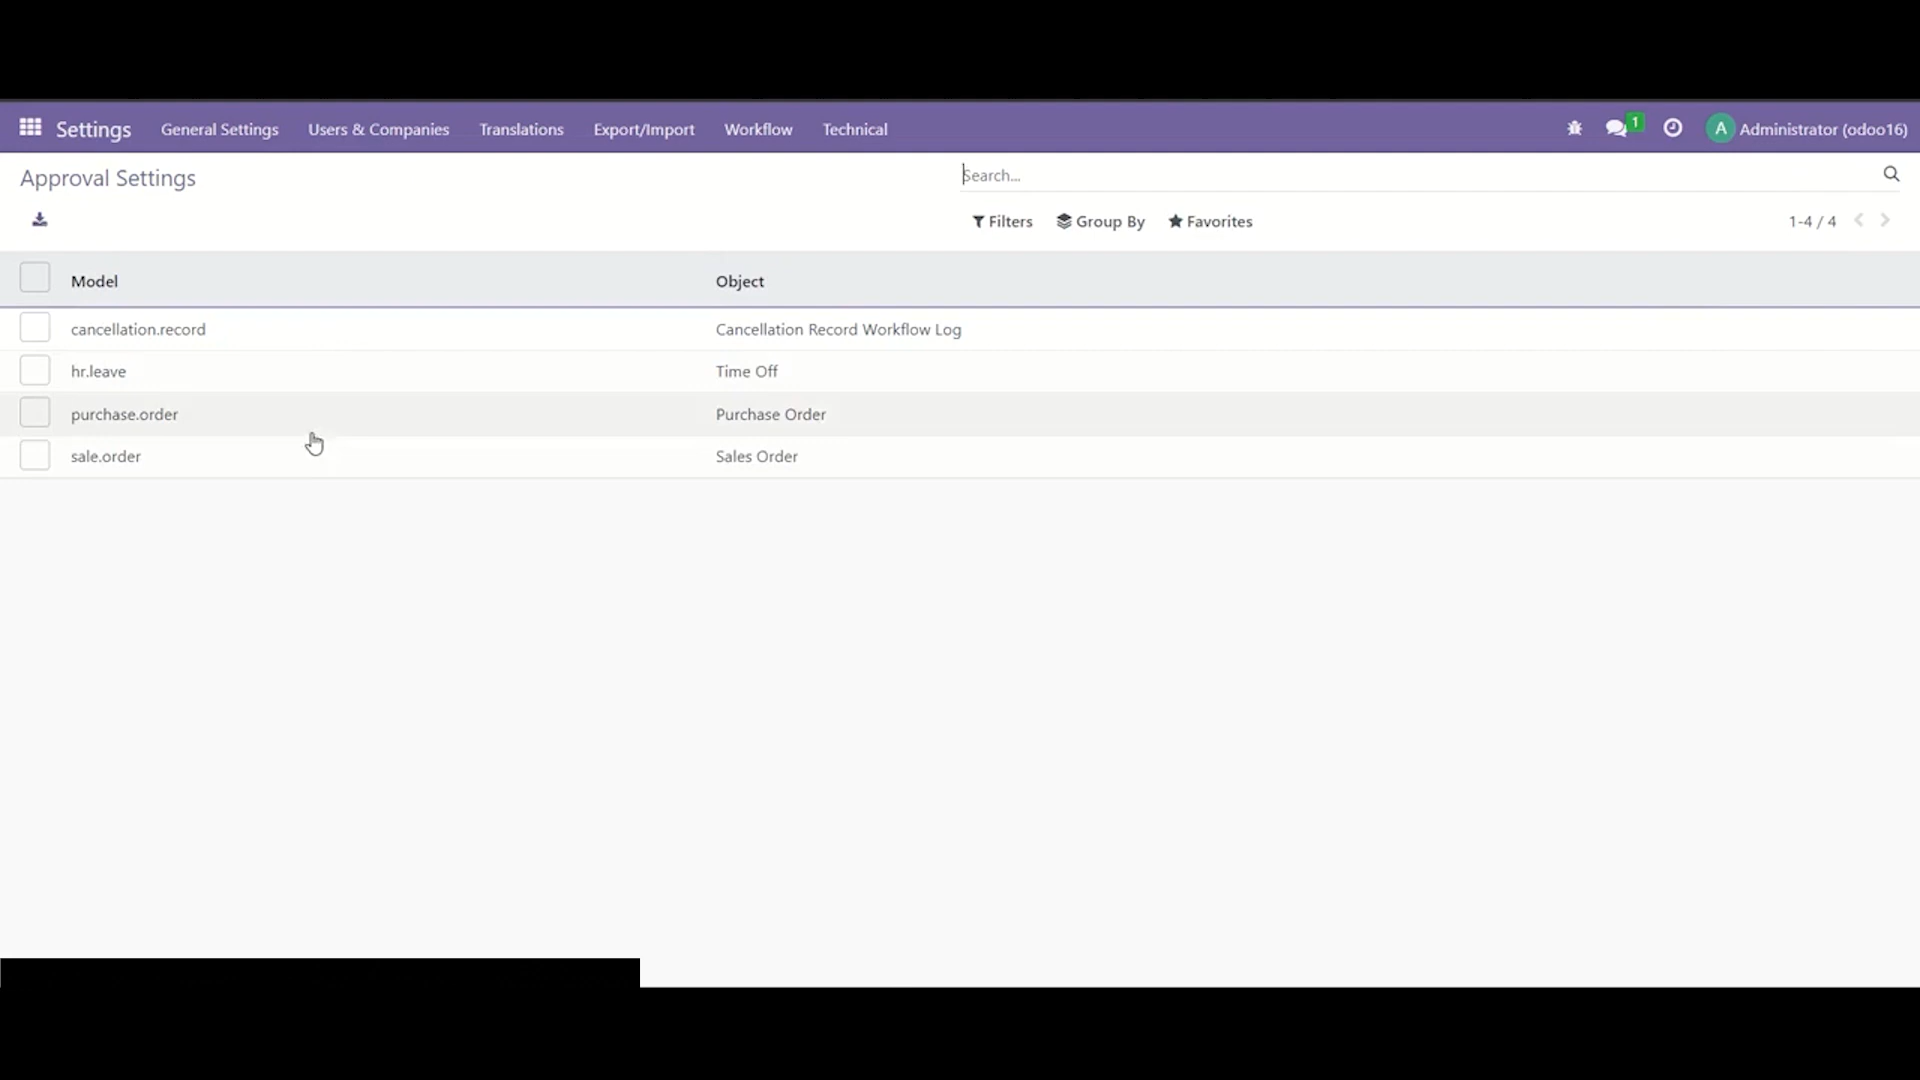 Settings General Settings Users & Companies Translations Export/Import Workflow Technical 1 A Administrator (odoo16)
Approval Settings Search...
Filters Group By Favorites 1-4 / 4
Model Object
cancellation.record Cancellation Record Workflow Log
hr.leave Time Off
purchase.order Purchase Order
sale.order Sales Order